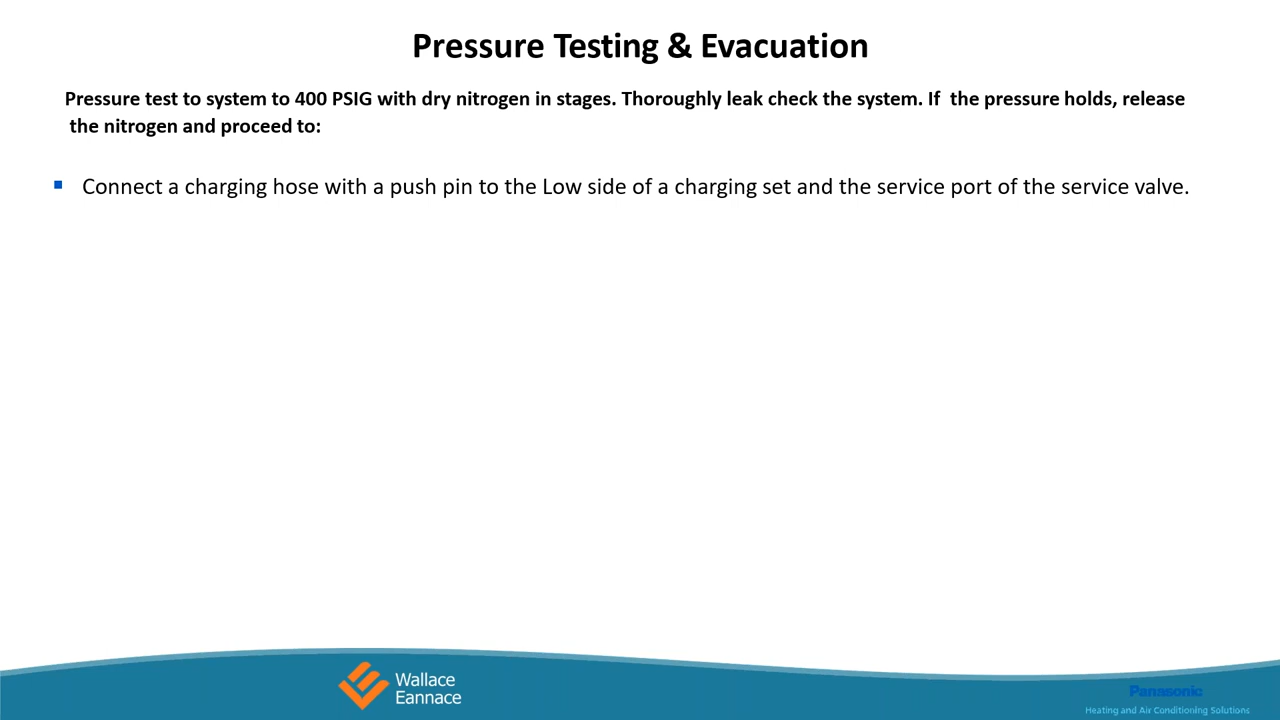 Pressure Testing & Evacuation
Pressure test to system to 400 PSIG with dry nitrogen in stages. Thoroughly leak check the system. If  the pressure holds, release
the nitrogen and proceed to:
▪ Connect a charging hose with a push pin to the Low side of a charging set and the service port of the service valve.
Wallace
Eannace
Panasonic
Heating and Air Conditioning Solutions